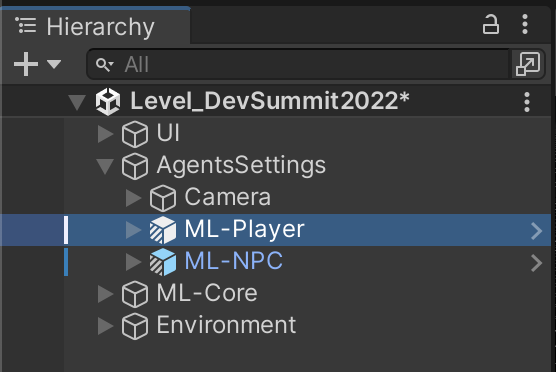 Hierarchy
All
Level_DevSummit2022*
UI
AgentsSettings
Camera
ML-Player
ML-NPC
ML-Core
Environment